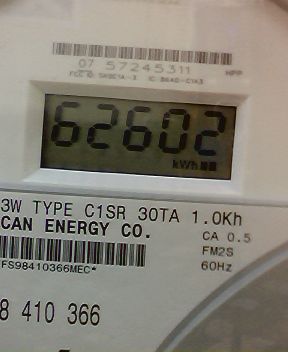 07 57245311
HPP
62602
kWh
3W TYPE C1SR 30TA 1.0Kh
CAN ENERGY CO.
CA 0.5
FM2S
60Hz
FS98410366MEC*
8 410 366